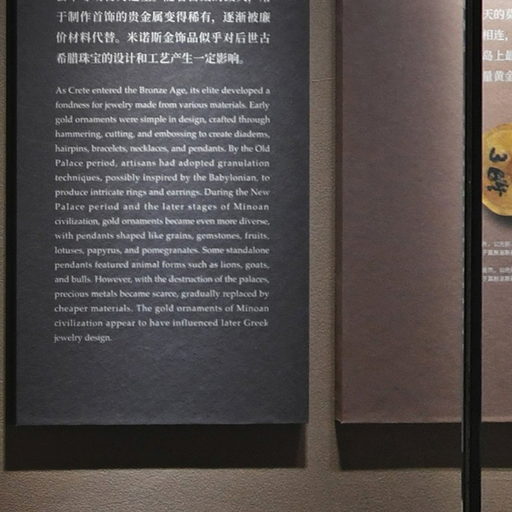 于制作首饰的贵金属变得稀有，逐渐被廉
价材料代替。米诺斯金饰品似乎对后世古
希腊珠宝的设计和工艺产生一定影响。
As Crete entered the Bronze Age, its elite developed a
fondness for jewelry made from various materials. Early
gold ornaments were simple in design, crafted through
hammering, cutting, and embossing to create diadems,
hairpins, bracelets, necklaces, and pendants. By the Old
Palace period, artisans had adopted granulation
techniques, possibly inspired by the Babylonian, to
produce intricate rings and earrings. During the New
Palace period and the later stages of Minoan
civilization, gold ornaments became even more diverse,
with pendants shaped like grains, gemstones, fruits,
lotuses, papyrus, and pomegranates. Some standalone
pendants featured animal forms such as lions, goats,
and bulls. However, with the destruction of the palaces,
precious metals became scarce, gradually replaced by
cheaper materials. The gold ornaments of Minoan
civilization appear to have influenced later Greek
jewelry design.
相连，
岛上最
量黄金